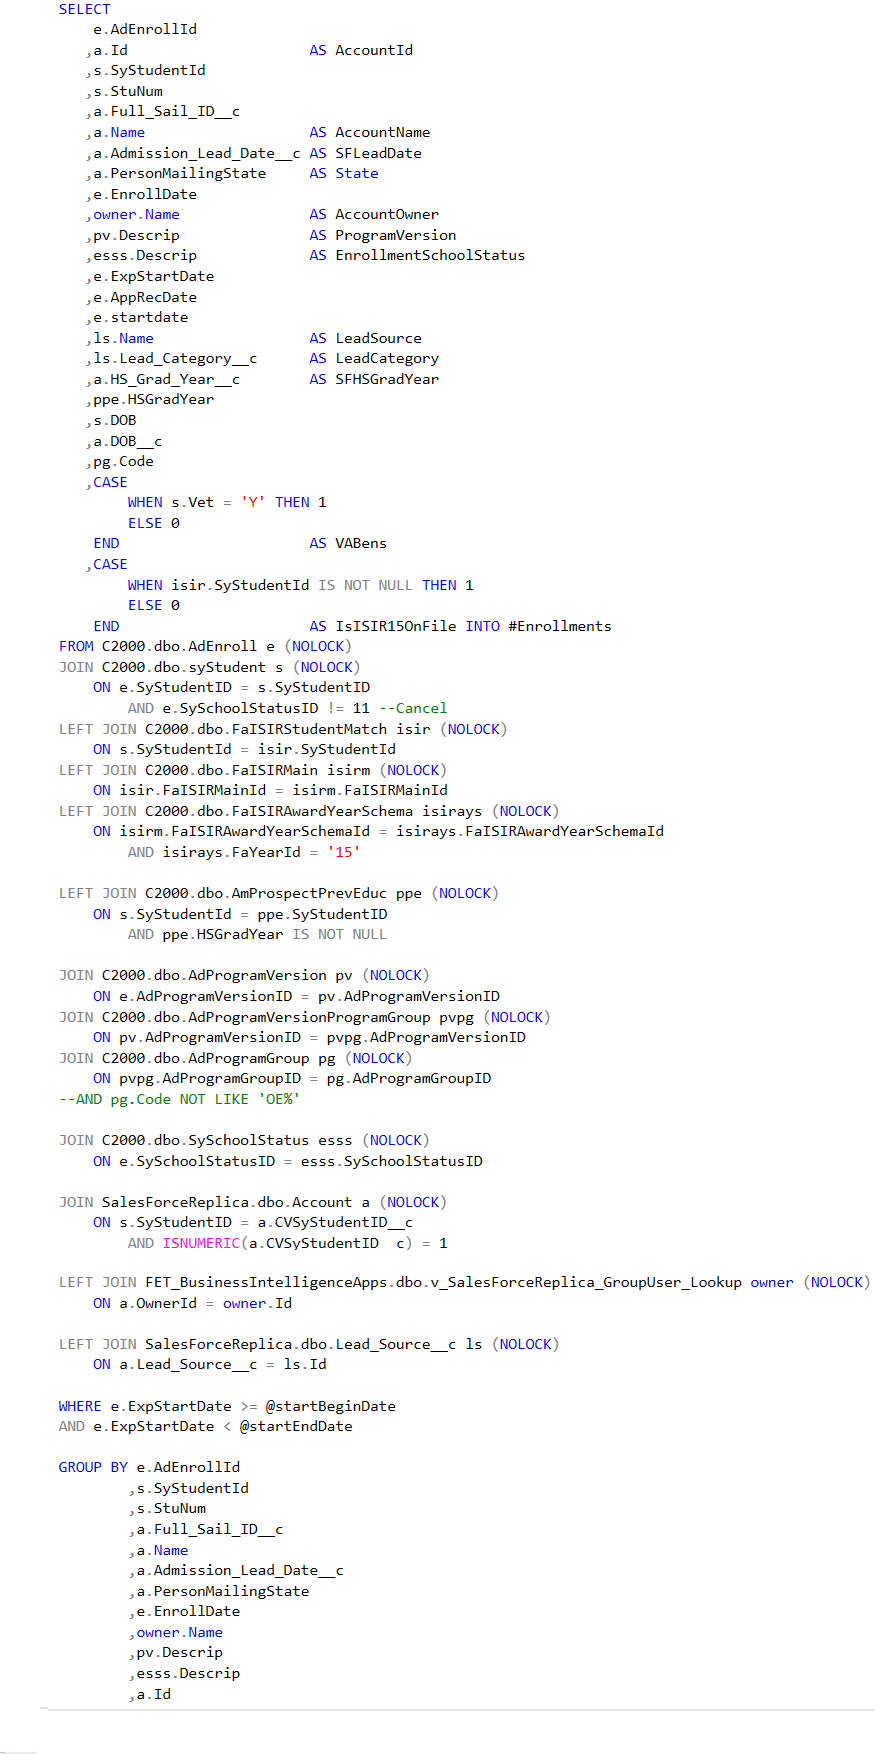 SELECT
e.AdEnrollId
,a.Id AS AccountId
,s.SyStudentId
,s.StuNum
,a.Full_Sail_ID__c
,a.Name AS AccountName
,a.Admission_Lead_Date__c AS SFLeadDate
,a.PersonMailingState AS State
,e.EnrollDate
,owner.Name AS AccountOwner
,pv.Descrip AS ProgramVersion
,esss.Descrip AS EnrollmentSchoolStatus
,e.ExpStartDate
,e.AppRecDate
,e.startdate
,ls.Name AS LeadSource
,ls.Lead_Category__c AS LeadCategory
,a.HS_Grad_Year__c AS SFHSGradYear
,ppe.HSGradYear
,s.DOB
,a.DOB__c
,pg.Code
,CASE
WHEN s.Vet = 'Y' THEN 1
ELSE 0
END AS VABens
,CASE
WHEN isir.SyStudentId IS NOT NULL THEN 1
ELSE 0
END AS IsISIR15OnFile INTO #Enrollments
FROM C2000.dbo.AdEnroll e (NOLOCK)
JOIN C2000.dbo.syStudent s (NOLOCK)
ON e.SyStudentID = s.SyStudentID
AND e.SySchoolStatusID != 11 --Cancel
LEFT JOIN C2000.dbo.FaISIRStudentMatch isir (NOLOCK)
ON s.SyStudentId = isir.SyStudentId
LEFT JOIN C2000.dbo.FaISIRMain isirm (NOLOCK)
ON isir.FaISIRMainId = isirm.FaISIRMainId
LEFT JOIN C2000.dbo.FaISIRAwardYearSchema isirays (NOLOCK)
ON isirm.FaISIRAwardYearSchemaId = isirays.FaISIRAwardYearSchemaId
AND isirays.FaYearId = '15'
LEFT JOIN C2000.dbo.AmProspectPrevEduc ppe (NOLOCK)
ON s.SyStudentId = ppe.SyStudentID
AND ppe.HSGradYear IS NOT NULL
JOIN C2000.dbo.AdProgramVersion pv (NOLOCK)
ON e.AdProgramVersionID = pv.AdProgramVersionID
JOIN C2000.dbo.AdProgramVersionProgramGroup pvpg (NOLOCK)
ON pv.AdProgramVersionID = pvpg.AdProgramVersionID
JOIN C2000.dbo.AdProgramGroup pg (NOLOCK)
ON pvpg.AdProgramGroupID = pg.AdProgramGroupID
--AND pg.Code NOT LIKE 'OE%'
JOIN C2000.dbo.SySchoolStatus esss (NOLOCK)
ON e.SySchoolStatusID = esss.SySchoolStatusID
JOIN SalesForceReplica.dbo.Account a (NOLOCK)
ON s.SyStudentID = a.CVSyStudentID__c
AND ISNUMERIC(a.CVSyStudentID  c) = 1
LEFT JOIN FET_BusinessIntelligenceApps.dbo.v_SalesForceReplica_GroupUser_Lookup owner (NOLOCK)
ON a.OwnerId = owner.Id
LEFT JOIN SalesForceReplica.dbo.Lead_Source__c ls (NOLOCK)
ON a.Lead_Source__c = ls.Id
WHERE e.ExpStartDate >= @startBeginDate
AND e.ExpStartDate < @startEndDate
GROUP BY e.AdEnrollId
,s.SyStudentId
,s.StuNum
,a.Full_Sail_ID__c
,a.Name
,a.Admission_Lead_Date__c
,a.PersonMailingState
,e.EnrollDate
,owner.Name
,pv.Descrip
,esss.Descrip
,a.Id